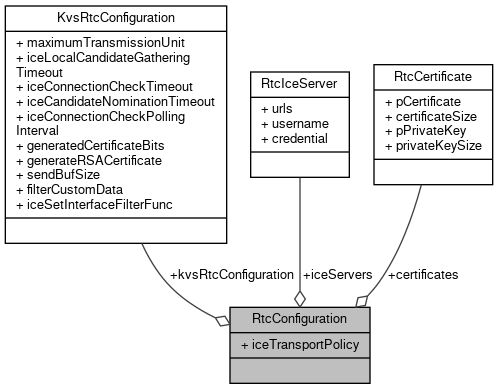 KvsRtcConfiguration
+ maximumTransmissionUnit
+ iceLocalCandidateGathering
Timeout
+ iceConnectionCheckTimeout
+ iceCandidateNominationTimeout
+ iceConnectionCheckPolling
Interval
+ generatedCertificateBits
+ generateRSACertificate
+ sendBufSize
+ filterCustomData
+ iceSetInterfaceFilterFunc
RtcIceServer
+ urls
+ username
+ credential
RtcCertificate
+ pCertificate
+ certificateSize
+ pPrivateKey
+ privateKeySize
+kvsRtcConfiguration
+iceServers
+certificates
RtcConfiguration
+ iceTransportPolicy